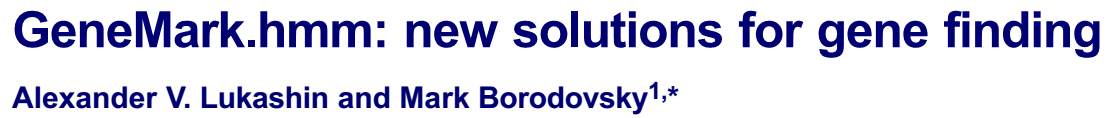 GeneMark.hmm: new solutions for gene finding
Alexander V. Lukashin and Mark Borodovsky1,*